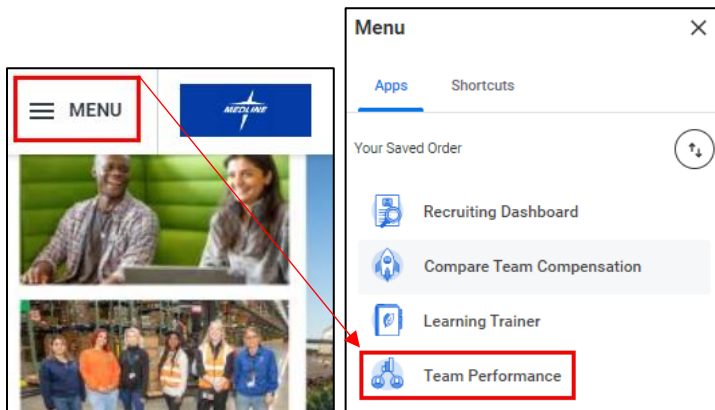 MENU
MEDLINE
Menu
Apps Shortcuts
Your Saved Order
Recruiting Dashboard
Compare Team Compensation
Learning Trainer
Team Performance